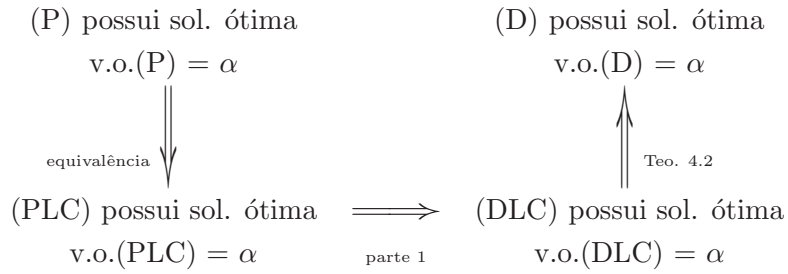 (P) possui sol. ótima
v.o.(P) = α
(D) possui sol. ótima
v.o.(D) = α
equivalência
Teo. 4.2
(PLC) possui sol. ótima
v.o.(PLC) = α
parte 1
(DLC) possui sol. ótima
v.o.(DLC) = α